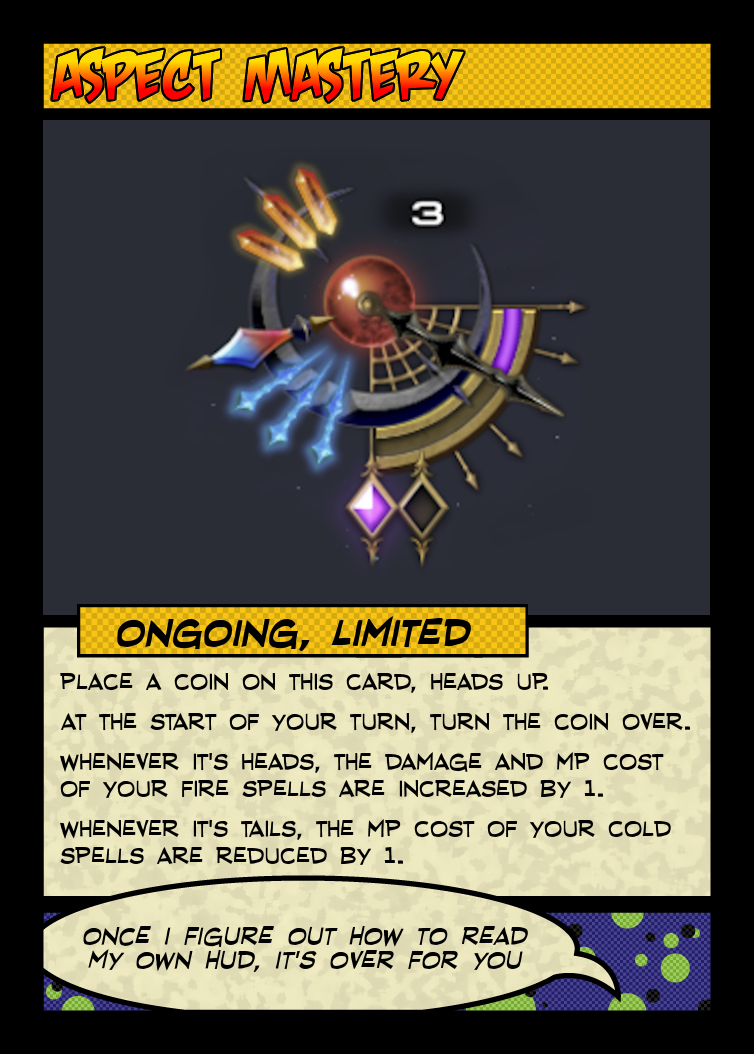 ASPECT MASTERY
3
ONGOING, LIMITED
PLACE A COIN ON THIS CARD, HEADS UP.
AT THE START OF YOUR TURN, TURN THE COIN OVER.
WHENEVER IT'S HEADS, THE DAMAGE AND MP COST
OF YOUR FIRE SPELLS ARE INCREASED BY 1.
WHENEVER IT'S TAILS, THE MP COST OF YOUR COLD
SPELLS ARE REDUCED BY 1.
ONCE I FIGURE OUT HOW TO READ
MY OWN HUD, IT'S OVER FOR YOU